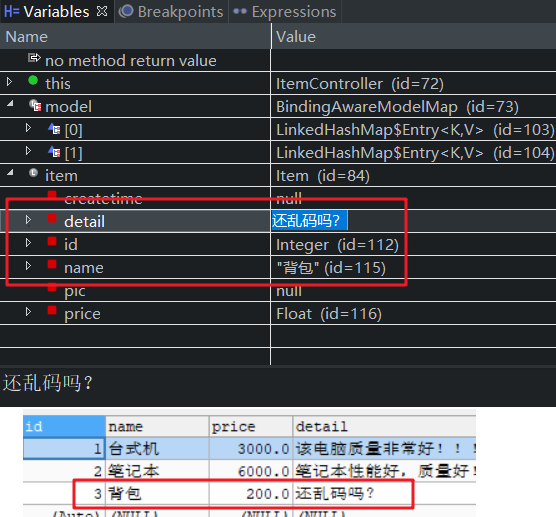 Variables Breakpoints Expressions
Name Value
no method return value
this ItemController (id=72)
model BindingAwareModelMap (id=73)
[0] LinkedHashMap$Entry<K,V> (id=103)
[1] LinkedHashMap$Entry<K,V> (id=104)
item Item (id=84)
createtime null
detail 还乱码吗?
id Integer (id=112)
name "背包" (id=115)
pic null
price Float (id=116)
还乱码吗?
id name price detail
1 台式机 3000.0 该电脑质量非常好!!!
2 笔记本 6000.0 笔记本性能好,质量好!
3 背包 200.0 还乱码吗?
(Auto) (NULL) (NULL) (NULL)